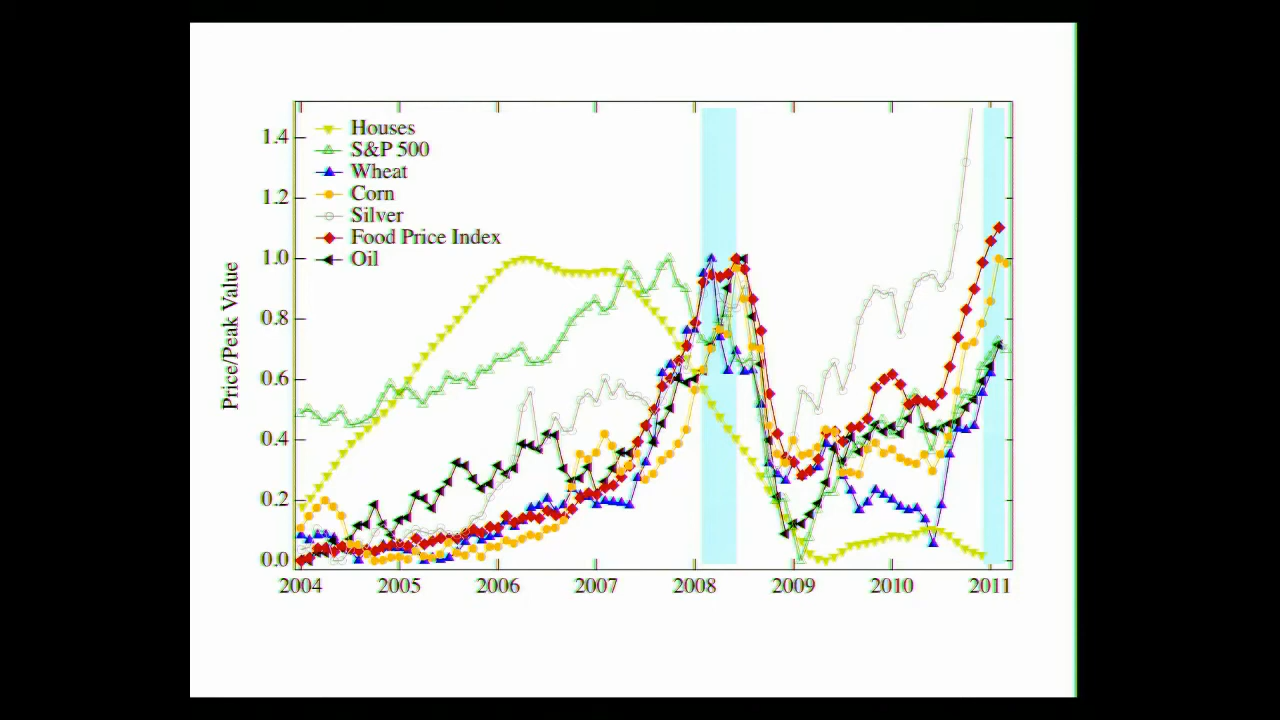 Houses
S&P 500
Wheat
Corn
Silver
Food Price Index
Oil
Price/Peak Value
1.4
1.2
1.0
0.8
0.6
0.4
0.2
0.0
2004 2005 2006 2007 2008 2009 2010 2011